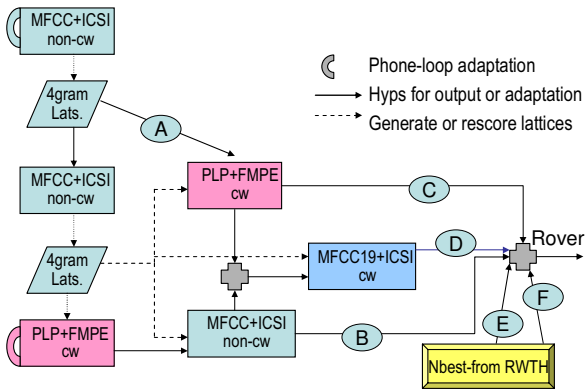 MFCC+ICSI
non-cw
Phone-loop adaptation
Hyps for output or adaptation
Generate or rescore lattices
4gram
Lats.
A
MFCC+ICSI
non-cw
PLP+FMPE
cw
C
4gram
Lats.
MFCC19+ICSI
cw
D
Rover
PLP+FMPE
cw
MFCC+ICSI
non-cw
B
E
F
Nbest-from RWTH